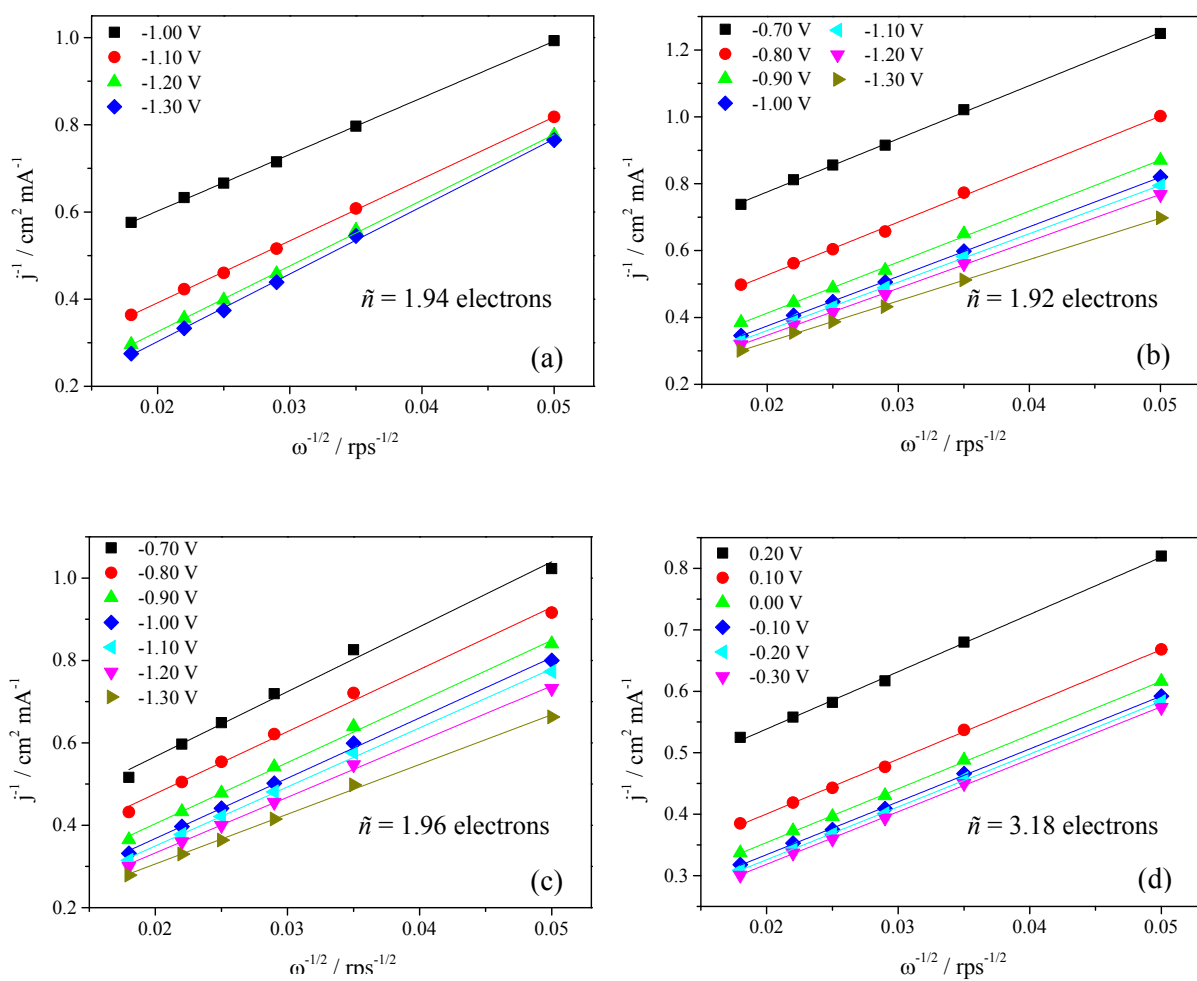 -1.00 V
-1.10 V
-1.20 V
-1.30 V
1.0
0.8
0.6
0.4
0.2
j⁻¹ / cm² mA⁻¹
ñ = 1.94 electrons
(a)
0.02 0.03 0.04 0.05
ω⁻¹/² / rps⁻¹/²
-0.70 V -1.10 V
-0.80 V -1.20 V
-0.90 V -1.30 V
-1.00 V
1.2
1.0
0.8
0.6
0.4
0.2
j⁻¹ / cm² mA⁻¹
ñ = 1.92 electrons
(b)
0.02 0.03 0.04 0.05
ω⁻¹/² / rps⁻¹/²
-0.70 V
-0.80 V
-0.90 V
-1.00 V
-1.10 V
-1.20 V
-1.30 V
1.0
0.8
0.6
0.4
0.2
j⁻¹ / cm² mA⁻¹
ñ = 1.96 electrons
(c)
0.02 0.03 0.04 0.05
ω⁻¹/² / rps⁻¹/²
0.20 V
0.10 V
0.00 V
-0.10 V
-0.20 V
-0.30 V
0.8
0.7
0.6
0.5
0.4
0.3
j⁻¹ / cm² mA⁻¹
ñ = 3.18 electrons
(d)
0.02 0.03 0.04 0.05
ω⁻¹/² / rps⁻¹/²